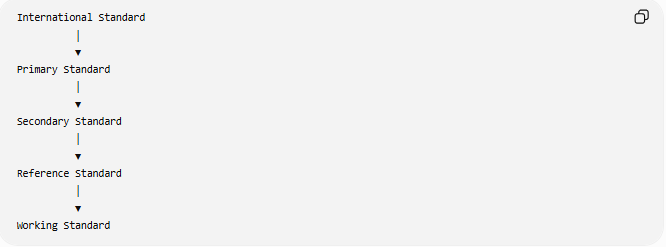 International Standard
│
▼
Primary Standard
│
▼
Secondary Standard
│
▼
Reference Standard
│
▼
Working Standard